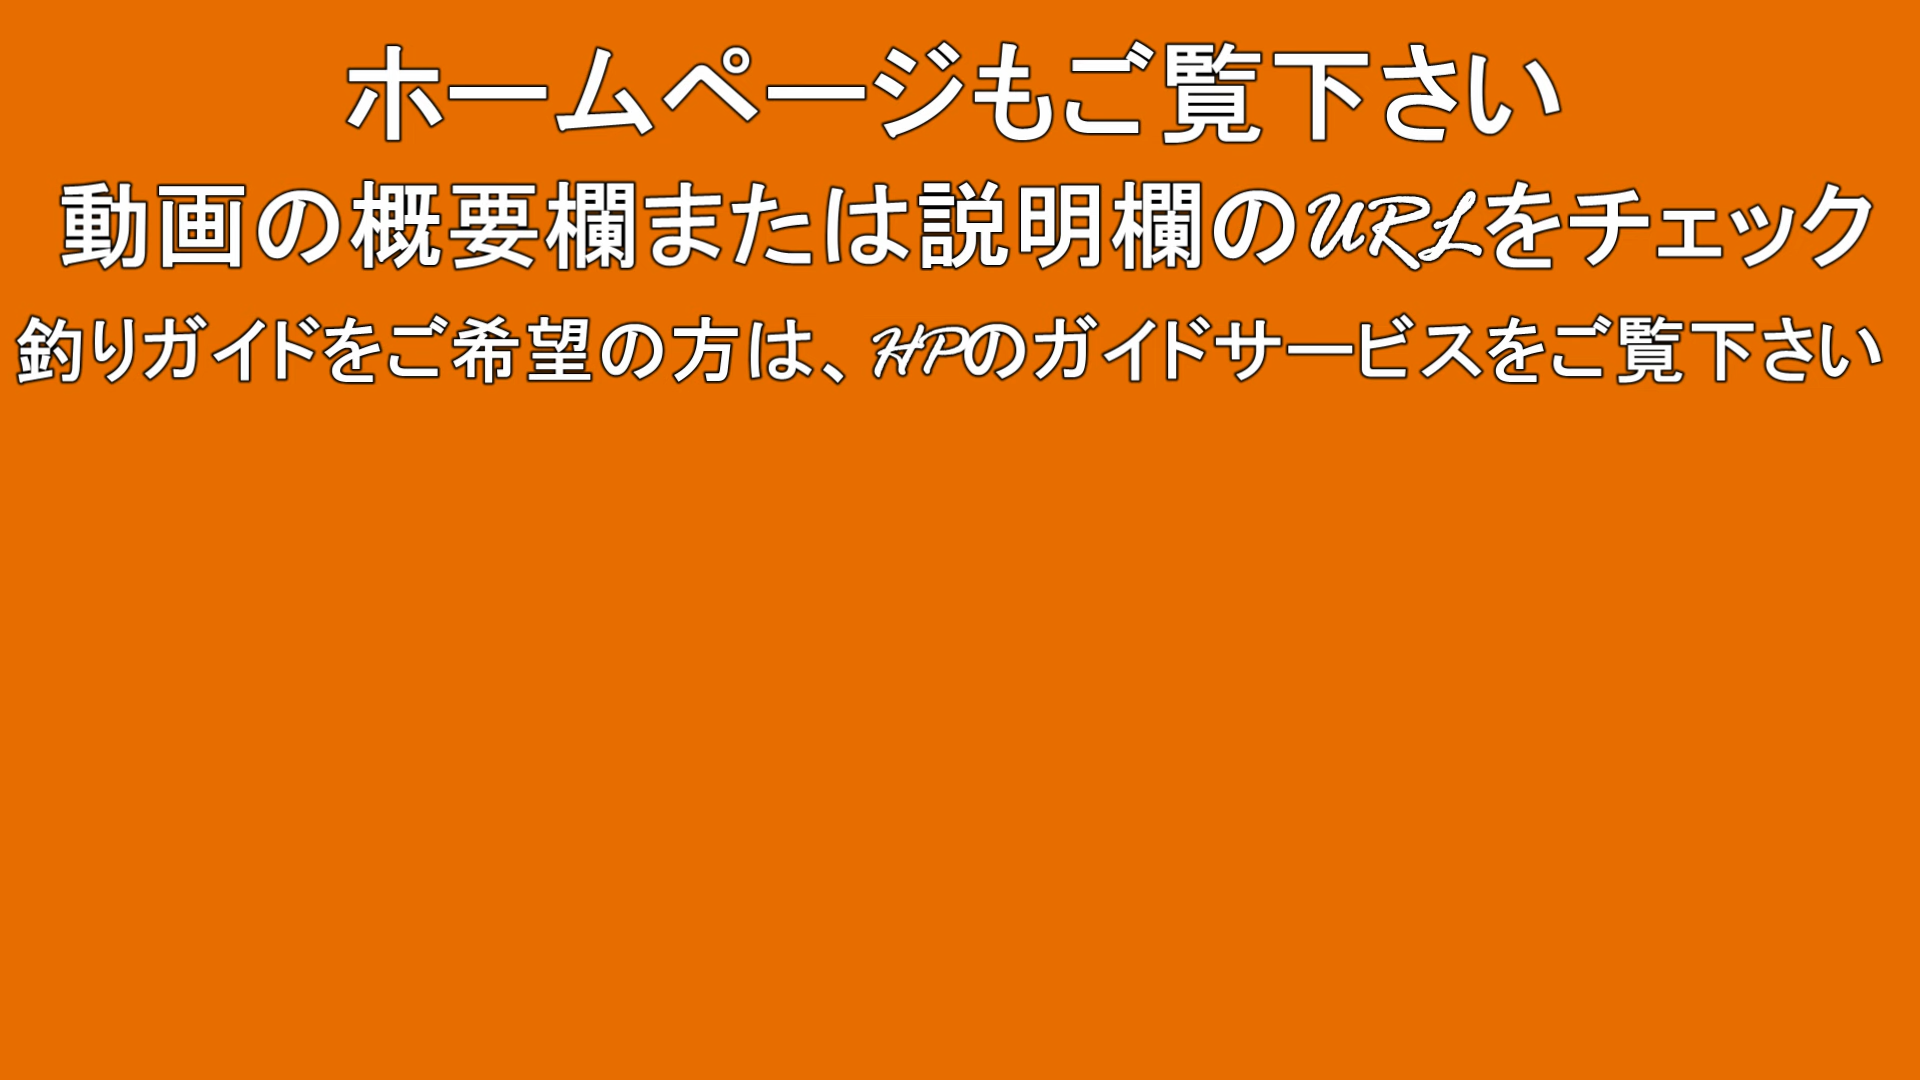 ホームページもご覧下さい
動画の概要欄または説明欄のURLをチェック
釣りガイドをご希望の方は、HPのガイドサービスをご覧下さい